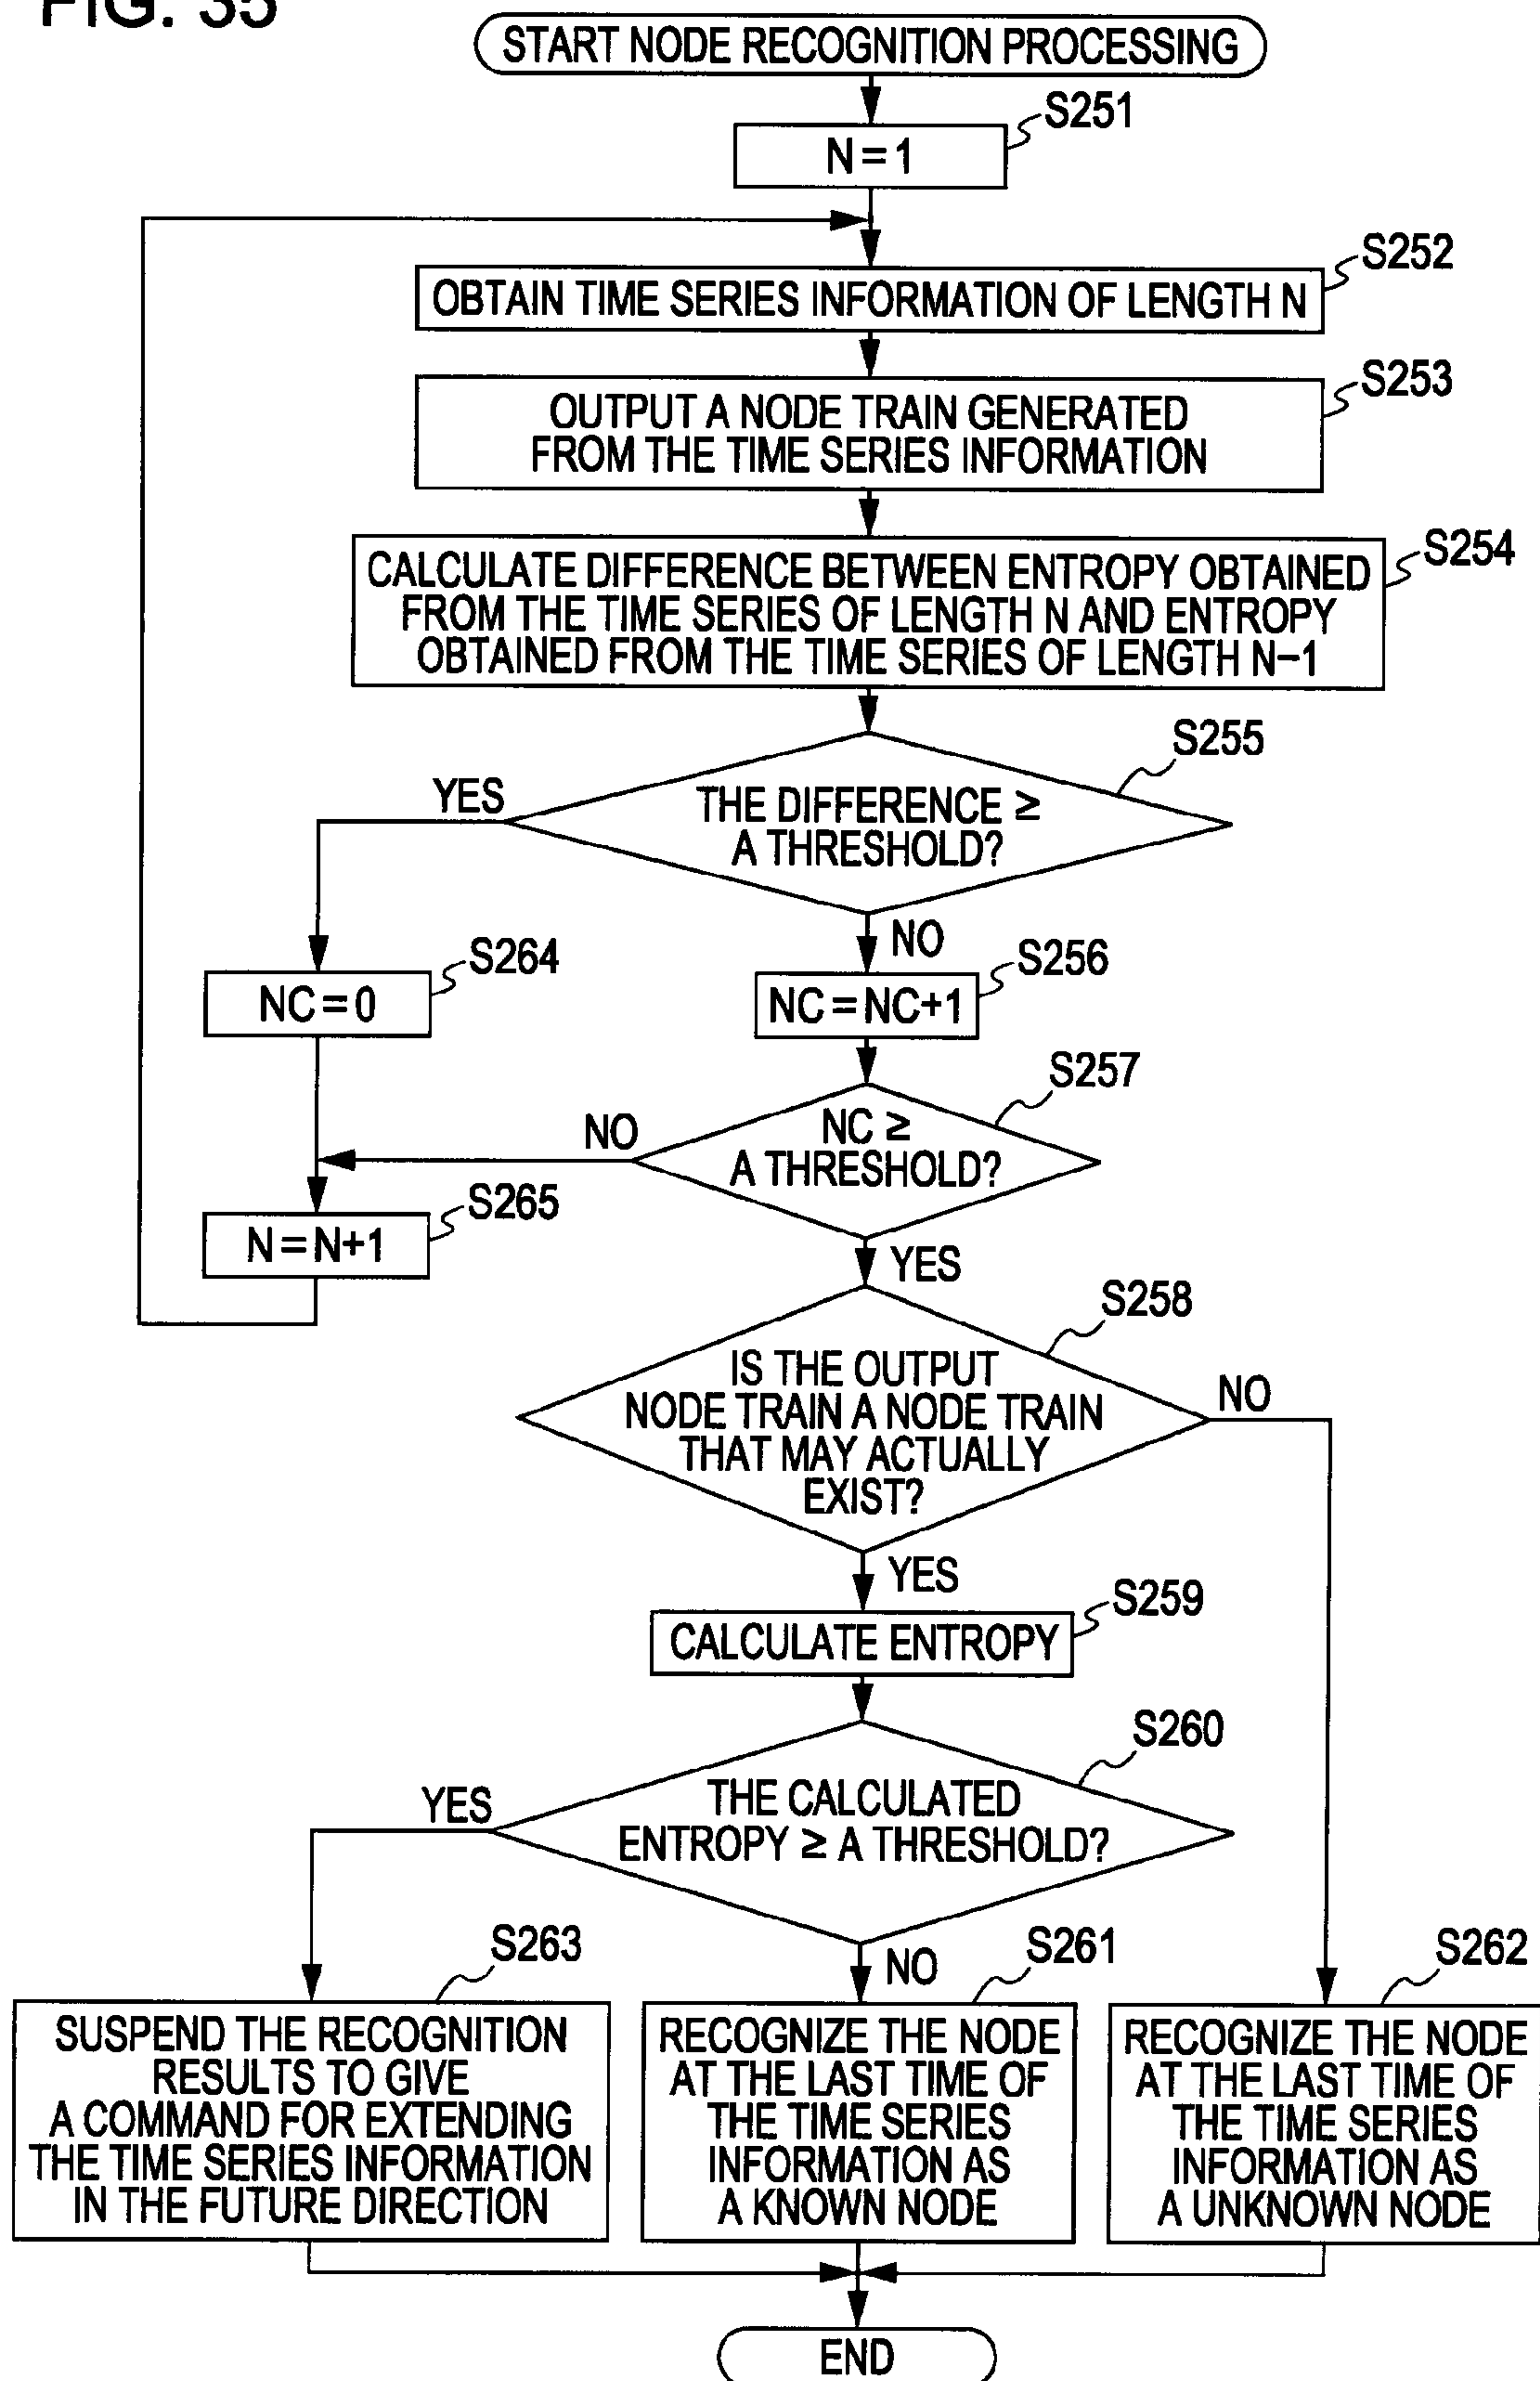 FIG. 35
START NODE RECOGNITION PROCESSING
S251
N=1
S252
OBTAIN TIME SERIES INFORMATION OF LENGTH N
S253
OUTPUT A NODE TRAIN GENERATED
FROM THE TIME SERIES INFORMATION
S254
CALCULATE DIFFERENCE BETWEEN ENTROPY OBTAINED
FROM THE TIME SERIES OF LENGTH N AND ENTROPY
OBTAINED FROM THE TIME SERIES OF LENGTH N−1
S255
YES
THE DIFFERENCE ≥
A THRESHOLD?
NO
S264
NC=0
S256
NC=NC+1
S257
NO
NC ≥
A THRESHOLD?
S265
N=N+1
YES
S258
IS THE OUTPUT
NODE TRAIN A NODE TRAIN
THAT MAY ACTUALLY
EXIST?
NO
YES
S259
CALCULATE ENTROPY
S260
YES
THE CALCULATED
ENTROPY ≥ A THRESHOLD?
NO
S263
SUSPEND THE RECOGNITION
RESULTS TO GIVE
A COMMAND FOR EXTENDING
THE TIME SERIES INFORMATION
IN THE FUTURE DIRECTION
S261
RECOGNIZE THE NODE
AT THE LAST TIME OF
THE TIME SERIES
INFORMATION AS
A KNOWN NODE
S262
RECOGNIZE THE NODE
AT THE LAST TIME OF
THE TIME SERIES
INFORMATION AS
A UNKNOWN NODE
END